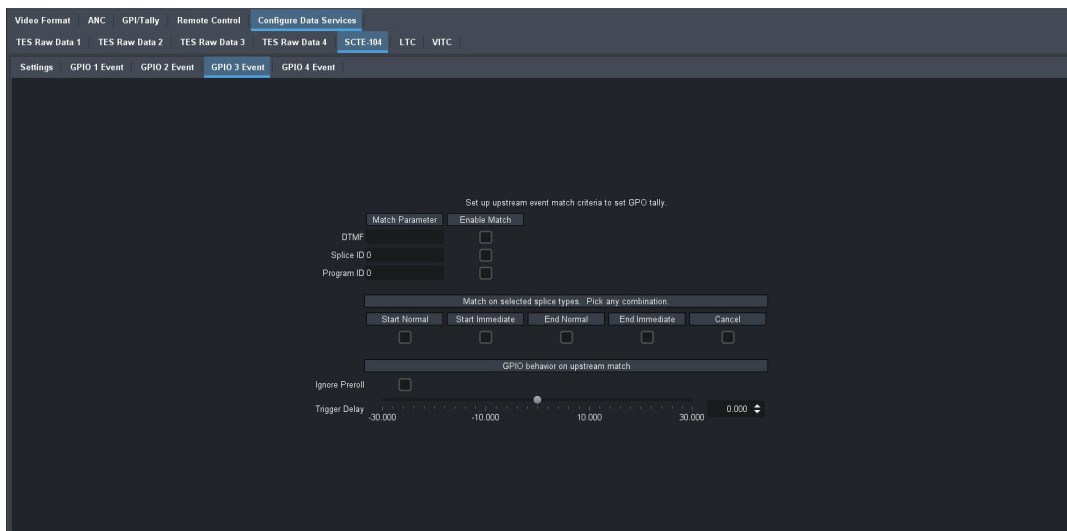 Video Format ANC GPI/Tally Remote Control Configure Data Services
TES Raw Data 1 TES Raw Data 2 TES Raw Data 3 TES Raw Data 4 SCTE-104 LTC VITC
Settings GPIO 1 Event GPIO 2 Event GPIO 3 Event GPIO 4 Event
Set up upstream event match criteria to set GPO tally.
Match Parameter Enable Match
DTMF
Splice ID 0
Program ID 0
Match on selected splice types. Pick any combination.
Start Normal Start Immediate End Normal End Immediate Cancel
GPIO behavior on upstream match
Ignore Preroll
Trigger Delay 0.000
-30.000 -10.000 10.000 30.000